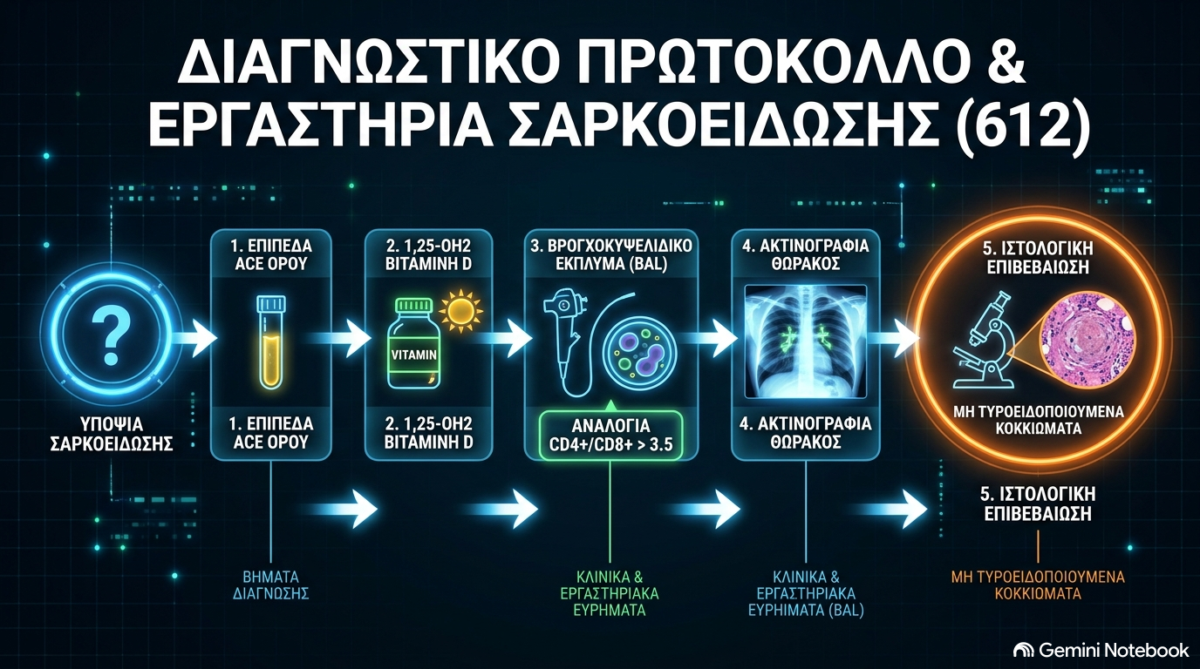 ΔΙΑΓΝΩΣΤΙΚΟ ΠΡΩΤΟΚΟΛΛΟ &
ΕΡΓΑΣΤΗΡΙΑ ΣΑΡΚΟΕΙΔΩΣΗΣ (612)
?
ΥΠΟΨΙΑ
ΣΑΡΚΟΕΙΔΩΣΗΣ
1. ΕΠΙΠΕΔΑ
ACE ΟΡΟΥ
1. ΕΠΙΠΕΔΑ
ACE ΟΡΟΥ
2. 1,25-OH2
ΒΙΤΑΜΙΝΗ D
VITAMIN
2. 1,25-OH2
ΒΙΤΑΜΙΝΗ D
3. ΒΡΟΓΧΟΚΥΨΕΛΙΔΙΚΟ
ΕΚΠΛΥΜΑ (BAL)
ΑΝΑΛΟΓΙΑ
CD4+/CD8+ > 3.5
4. ΑΚΤΙΝΟΓΡΑΦΙΑ
ΘΩΡΑΚΟΣ
4. ΑΚΤΙΝΟΓΡΑΦΙΑ
ΘΩΡΑΚΟΣ
5. ΙΣΤΟΛΟΓΙΚΗ
ΕΠΙΒΕΒΑΙΩΣΗ
ΜΗ ΤΥΡΟΕΙΔΟΠΟΙΟΥΜΕΝΑ
ΚΟΚΚΙΩΜΑΤΑ
5. ΙΣΤΟΛΟΓΙΚΗ
ΕΠΙΒΕΒΑΙΩΣΗ
ΒΗΜΑΤΑ
ΔΙΑΓΝΩΣΗΣ
ΚΛΙΝΙΚΑ &
ΕΡΓΑΣΤΗΡΙΑΚΑ
ΕΥΡΗΜΑΤΑ
ΚΛΙΝΙΚΑ &
ΕΡΓΑΣΤΗΡΙΑΚΑ
ΕΥΡΗΙΜΑΤΑ (BAL)
ΜΗ ΤΥΡΟΕΙΔΟΠΟΙΟΥΜΕΝΑ
ΚΟΚΚΙΟΜΑΤΑ
Gemini Notebook